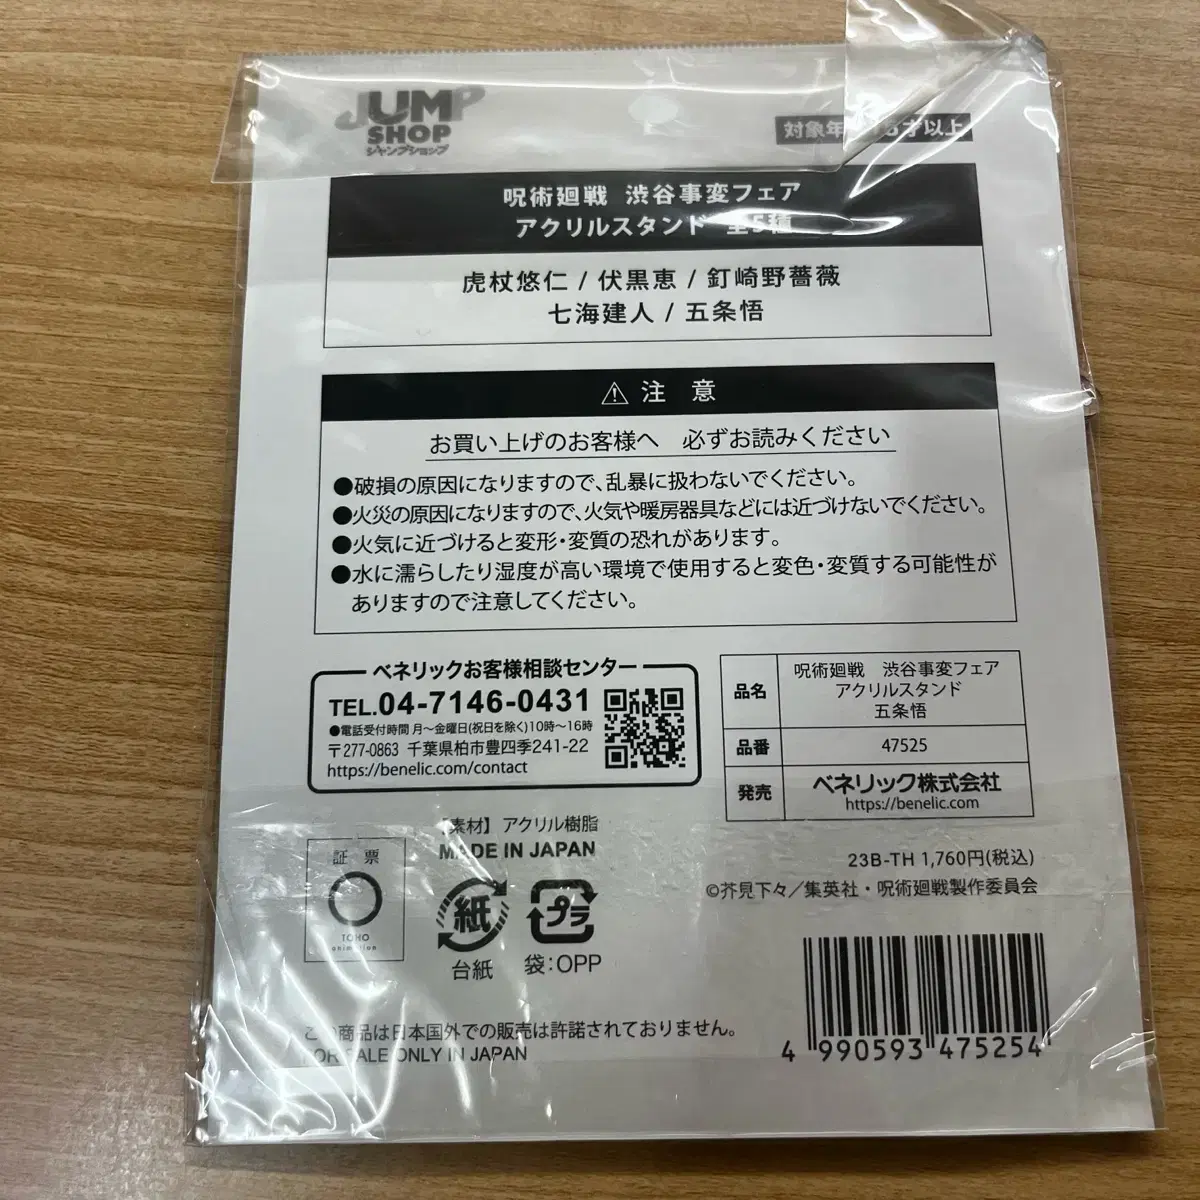 JUMP
SHOP
ジャンプショップ
対象年 才以上
呪術廻戦 渋谷事変フェア
アクリルスタンド 全5種
虎杖悠仁 / 伏黒恵 / 釘崎野薔薇
七海建人 / 五条悟
⚠ 注 意
お買い上げのお客様へ 必ずお読みください
●破損の原因になりますので、乱暴に扱わないでください。
●火災の原因になりますので、火気や暖房器具などには近づけないでください。
●火気に近づけると変形・変質の恐れがあります。
●水に濡らしたり湿度が高い環境で使用すると変色・変質する可能性が
ありますので注意してください。
ベネリックお客様相談センター
TEL.04-7146-0431
●電話受付時間 月〜金曜日(祝日を除く)10時〜16時
〒277-0863 千葉県柏市豊四季241-22
https://benelic.com/contact
品名
呪術廻戦 渋谷事変フェア
アクリルスタンド
五条悟
品番
47525
発売
ベネリック株式会社
https://benelic.com
【素材】アクリル樹脂
MADE IN JAPAN
証 票
TOHO
animation
紙
台紙
プラ
袋:OPP
23B-TH 1,760円(税込)
©芥見下々/集英社・呪術廻戦製作委員会
この商品は日本国外での販売は許諾されておりません。
FOR SALE ONLY IN JAPAN
4 990593 475254